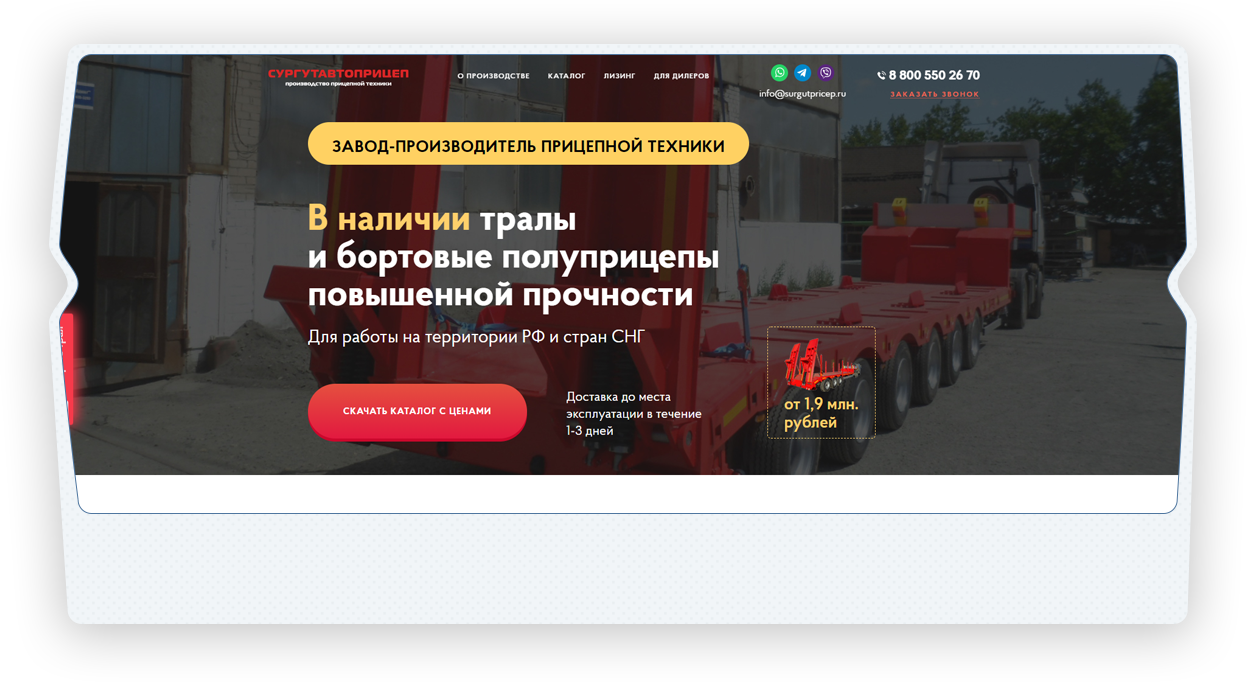 СУРГУТАВТОПРИЦЕП
производство прицепной техники
О ПРОИЗВОДСТВЕ
КАТАЛОГ
ЛИЗИНГ
ДЛЯ ДИЛЕРОВ
info@surgutpricep.ru
8 800 550 26 70
ЗАКАЗАТЬ ЗВОНОК
ЗАВОД-ПРОИЗВОДИТЕЛЬ ПРИЦЕПНОЙ ТЕХНИКИ
В наличии тралы
и бортовые полуприцепы
повышенной прочности
Для работы на территории РФ и стран СНГ
СКАЧАТЬ КАТАЛОГ С ЦЕНАМИ
Доставка до места
эксплуатации в течение
1-3 дней
от 1,9 млн.
рублей